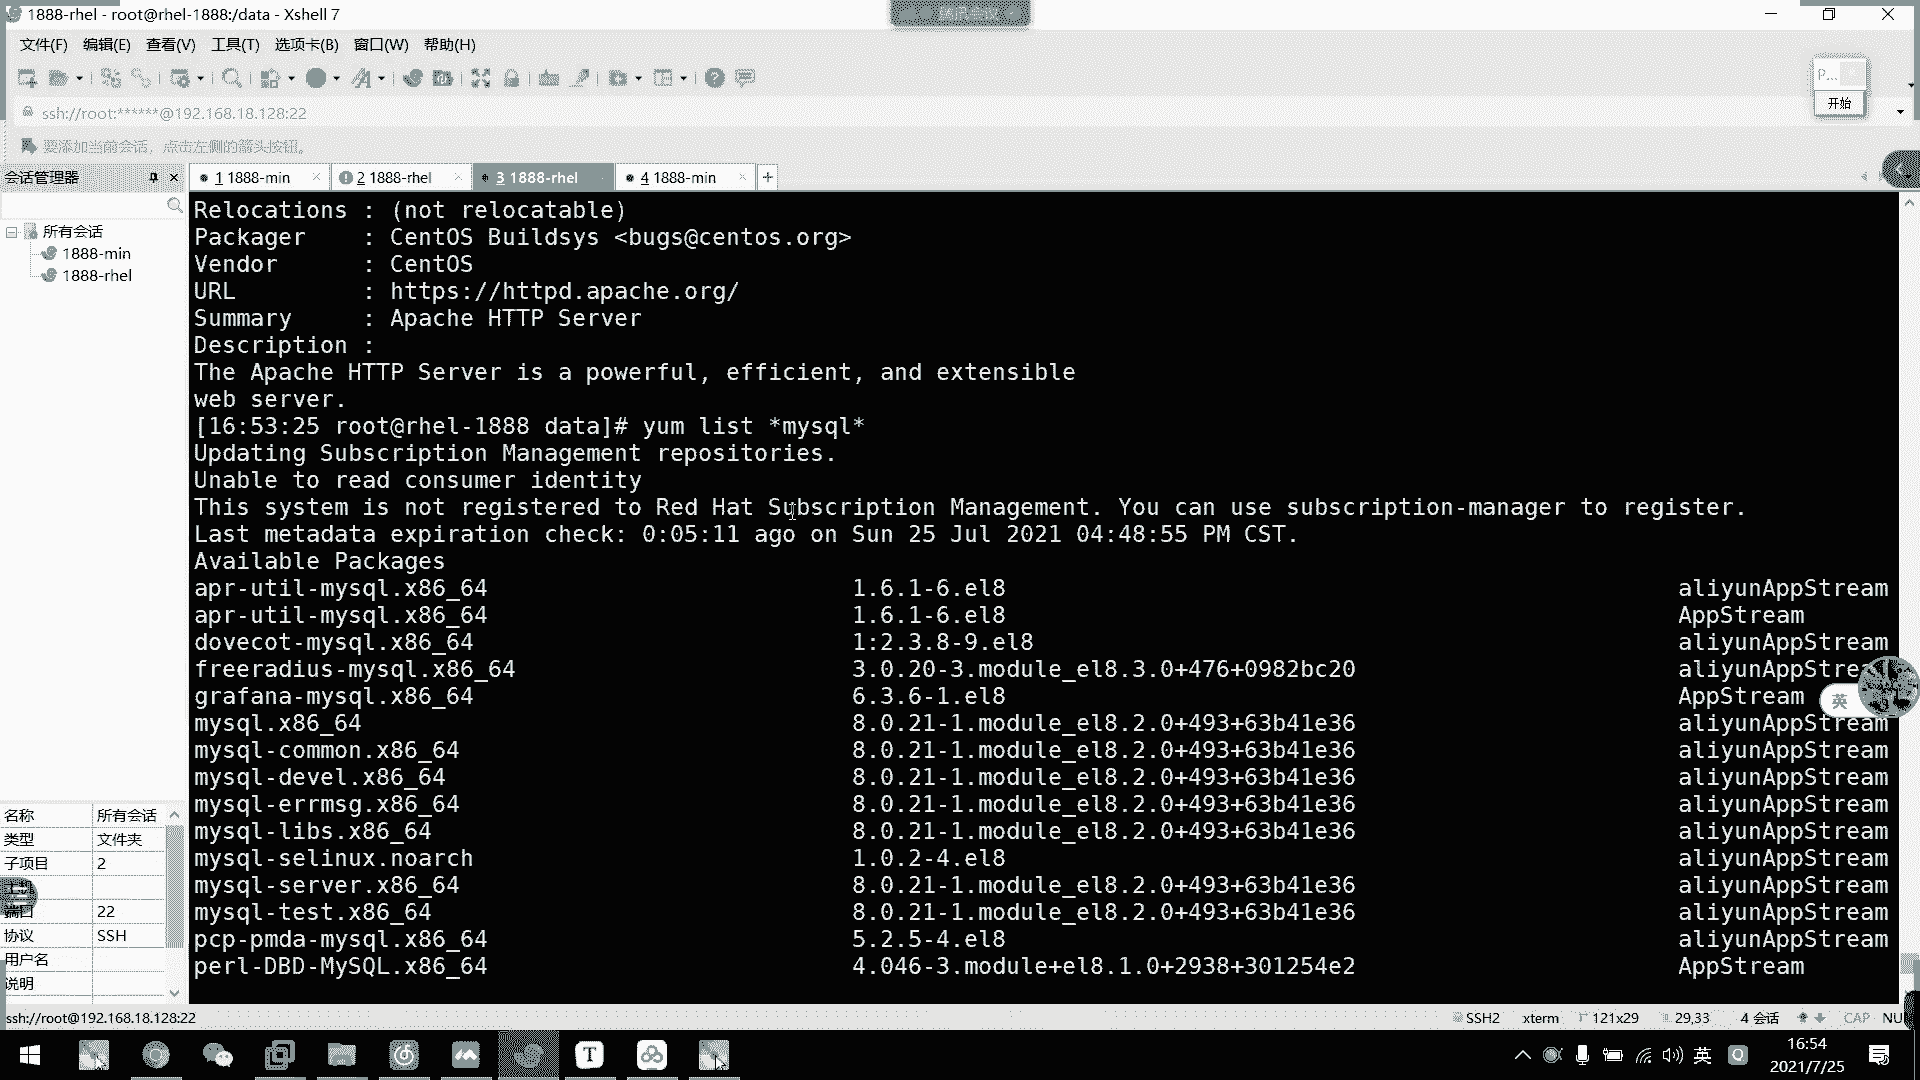 1888-rhel - root@rhel-1888:/data - Xshell 7
腾讯会议
文件(F) 编辑(E) 查看(V) 工具(T) 选项卡(B) 窗口(W) 帮助(H)
P...
开始
ssh://root:******@192.168.18.128:22
要添加当前会话，点击左侧的箭头按钮。
会话管理器
1 1888-min
2 1888-rhel
3 1888-rhel
4 1888-min
所有会话
1888-min
1888-rhel
Relocations : (not relocatable)
Packager    : CentOS Buildsys <bugs@centos.org>
Vendor      : CentOS
URL         : https://httpd.apache.org/
Summary     : Apache HTTP Server
Description :
The Apache HTTP Server is a powerful, efficient, and extensible
web server.
[16:53:25 root@rhel-1888 data]# yum list *mysql*
Updating Subscription Management repositories.
Unable to read consumer identity
This system is not registered to Red Hat Subscription Management. You can use subscription-manager to register.
Last metadata expiration check: 0:05:11 ago on Sun 25 Jul 2021 04:48:55 PM CST.
Available Packages
apr-util-mysql.x86_64 1.6.1-6.el8 aliyunAppStream
apr-util-mysql.x86_64 1.6.1-6.el8 AppStream
dovecot-mysql.x86_64 1:2.3.8-9.el8 aliyunAppStream
freeradius-mysql.x86_64 3.0.20-3.module_el8.3.0+476+0982bc20 aliyunAppStream
grafana-mysql.x86_64 6.3.6-1.el8 AppStream
mysql.x86_64 8.0.21-1.module_el8.2.0+493+63b41e36 aliyunAppStream
mysql-common.x86_64 8.0.21-1.module_el8.2.0+493+63b41e36 aliyunAppStream
mysql-devel.x86_64 8.0.21-1.module_el8.2.0+493+63b41e36 aliyunAppStream
mysql-errmsg.x86_64 8.0.21-1.module_el8.2.0+493+63b41e36 aliyunAppStream
mysql-libs.x86_64 8.0.21-1.module_el8.2.0+493+63b41e36 aliyunAppStream
mysql-selinux.noarch 1.0.2-4.el8 aliyunAppStream
mysql-server.x86_64 8.0.21-1.module_el8.2.0+493+63b41e36 aliyunAppStream
mysql-test.x86_64 8.0.21-1.module_el8.2.0+493+63b41e36 aliyunAppStream
pcp-pmda-mysql.x86_64 5.2.5-4.el8 aliyunAppStream
perl-DBD-MySQL.x86_64 4.046-3.module+el8.1.0+2938+301254e2 AppStream
英
名称 所有会话
类型 文件夹
子项目 2
端口 22
协议 SSH
用户名
说明
ssh://root@192.168.18.128:22
SSH2 xterm 121x29 29,33 4 会话 CAP NU
T
英
16:54
2021/7/25